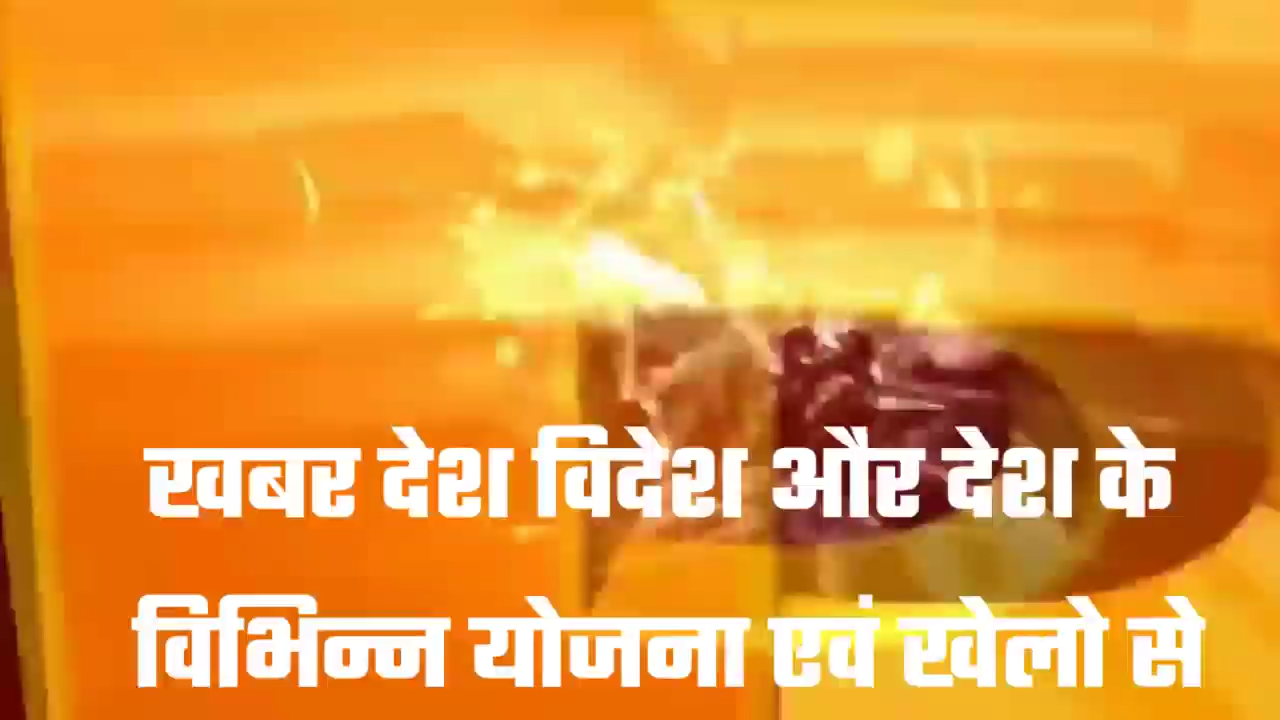 खबर देश विदेश और देश के
विभिन्न योजना एवं खेलो से